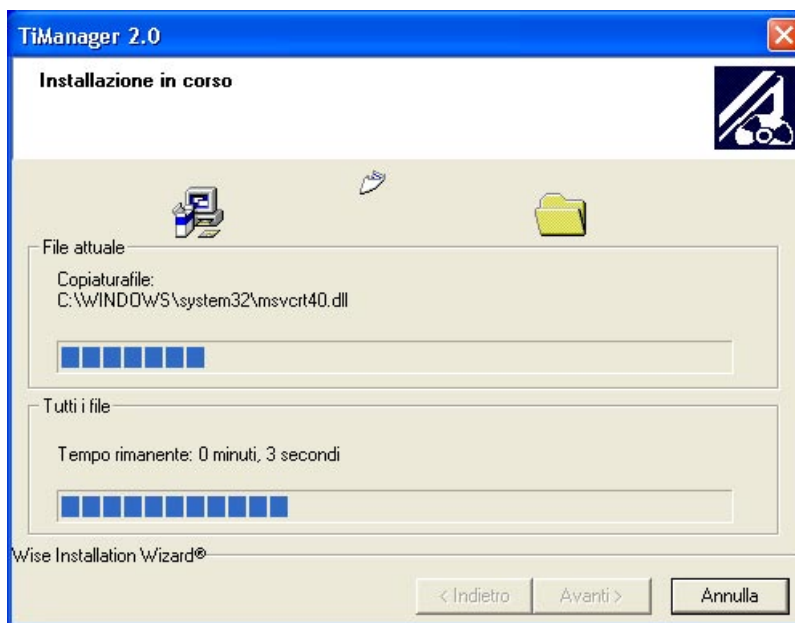 TiManager 2.0
Installazione in corso
File attuale
Copiaturafile:
C:\WINDOWS\system32\msvcrt40.dll
Tutti i file
Tempo rimanente: 0 minuti, 3 secondi
Wise Installation Wizard®
< Indietro
Avanti >
Annulla